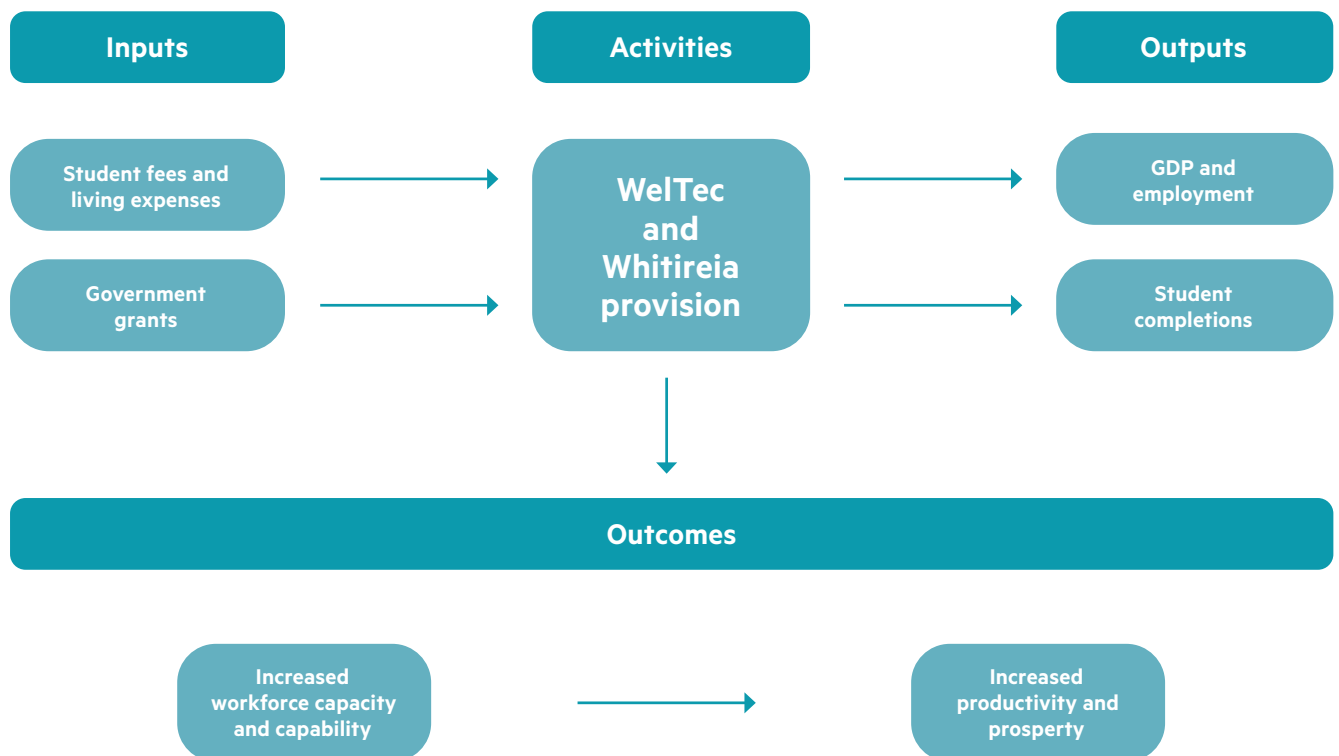 Inputs
Activities
Outputs
Student fees and
living expenses
Government
grants
WelTec
and
Whitireia
provision
GDP and
employment
Student
completions
Outcomes
Increased
workforce capacity
and capability
Increased
productivity and
prosperity